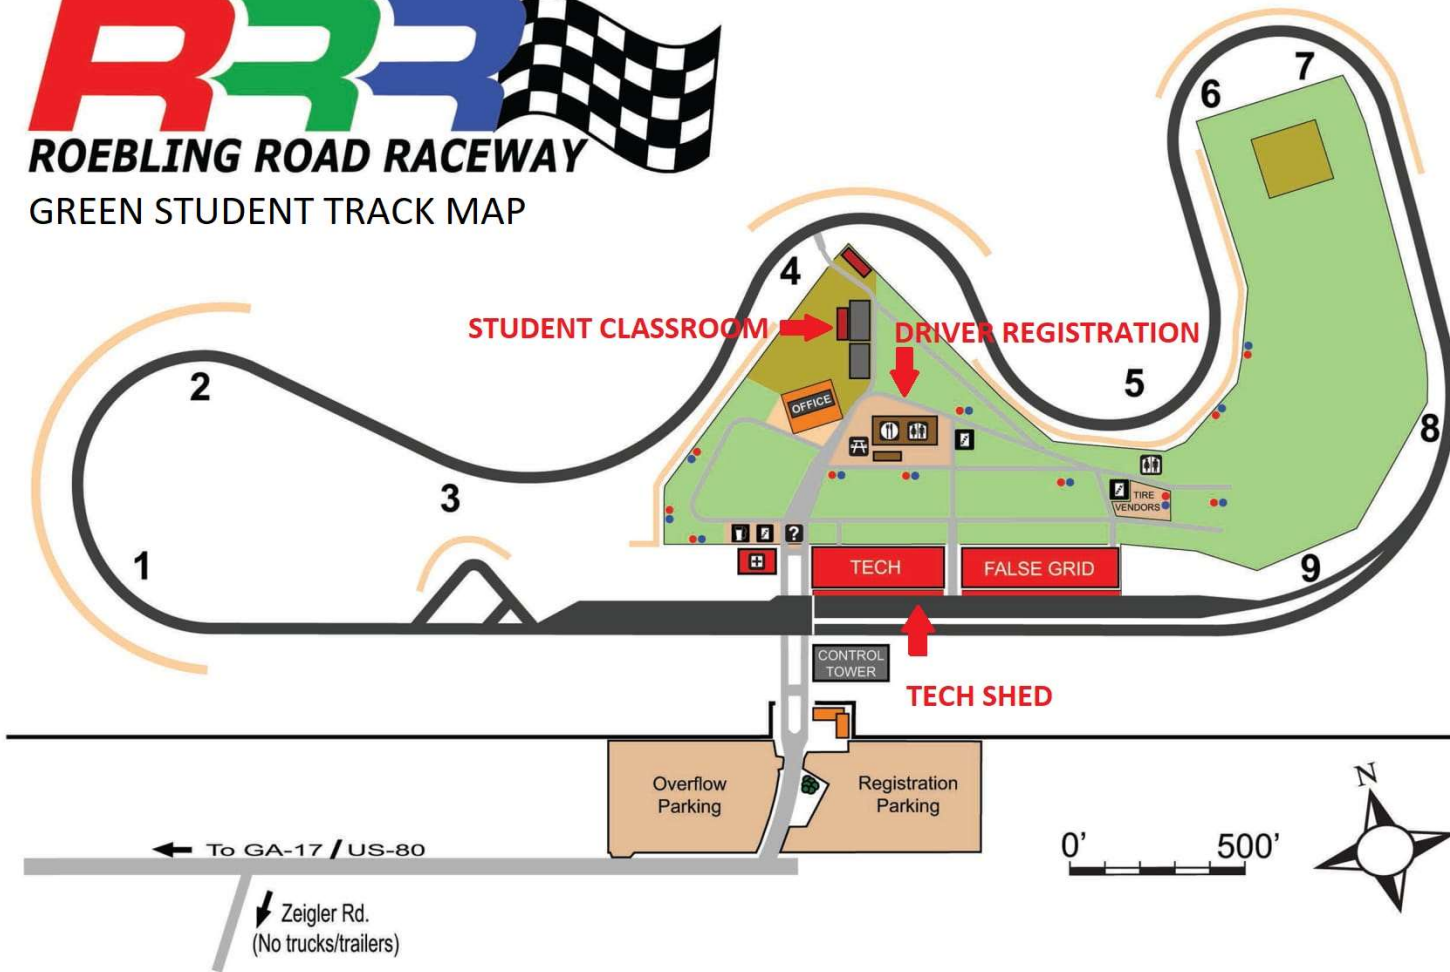 RRR
ROEBLING ROAD RACEWAY
GREEN STUDENT TRACK MAP
7
6
4
STUDENT CLASSROOM
DRIVER REGISTRATION
5
2
OFFICE
8
3
TIRE
VENDORS
?
1
TECH
FALSE GRID
9
CONTROL
TOWER
TECH SHED
Overflow
Parking
Registration
Parking
N
0'
500'
To GA-17 / US-80
Zeigler Rd.
(No trucks/trailers)